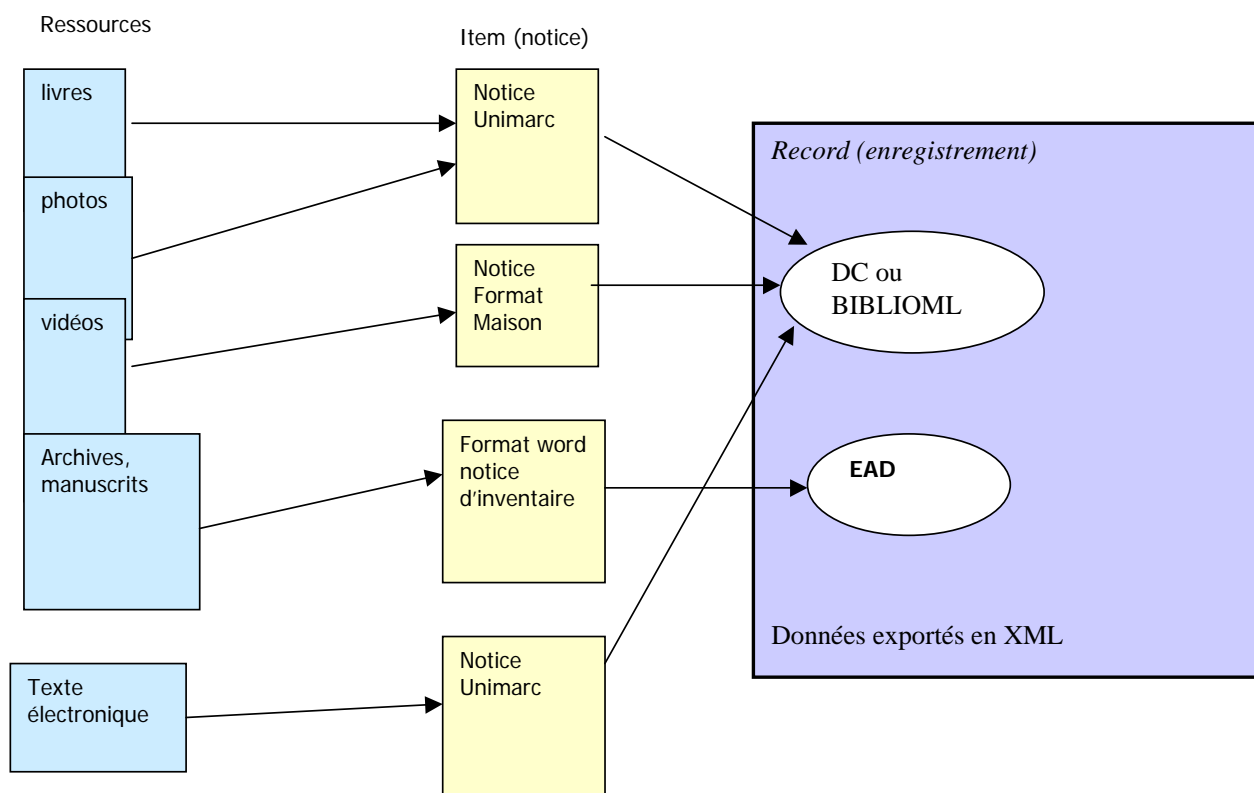 Ressources
livres
photos
vidéos
Archives,
manuscrits
Texte
électronique
Item (notice)
Notice
Unimarc
Notice
Format
Maison
Format word
notice
d'inventaire
Notice
Unimarc
Record (enregistrement)
DC ou
BIBLIOML
EAD
Données exportés en XML